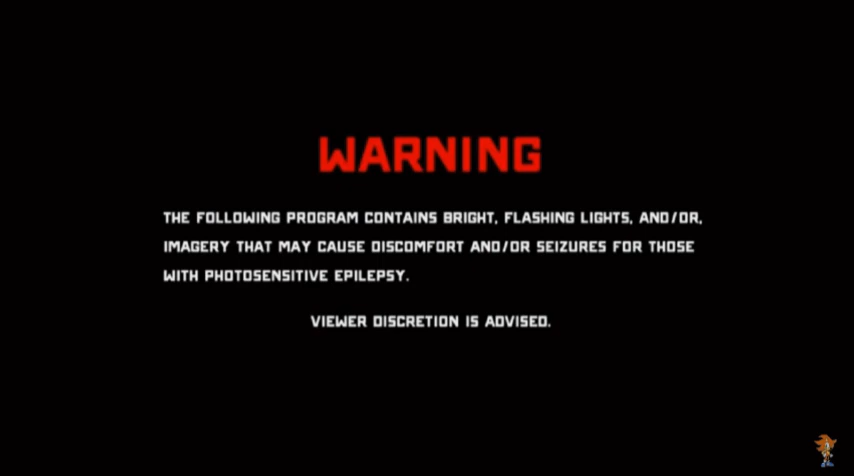 WARNING
THE FOLLOWING PROGRAM CONTAINS BRIGHT, FLASHING LIGHTS, AND/OR,
IMAGERY THAT MAY CAUSE DISCOMFORT AND/OR SEIZURES FOR THOSE
WITH PHOTOSENSITIVE EPILEPSY.
VIEWER DISCRETION IS ADVISED.